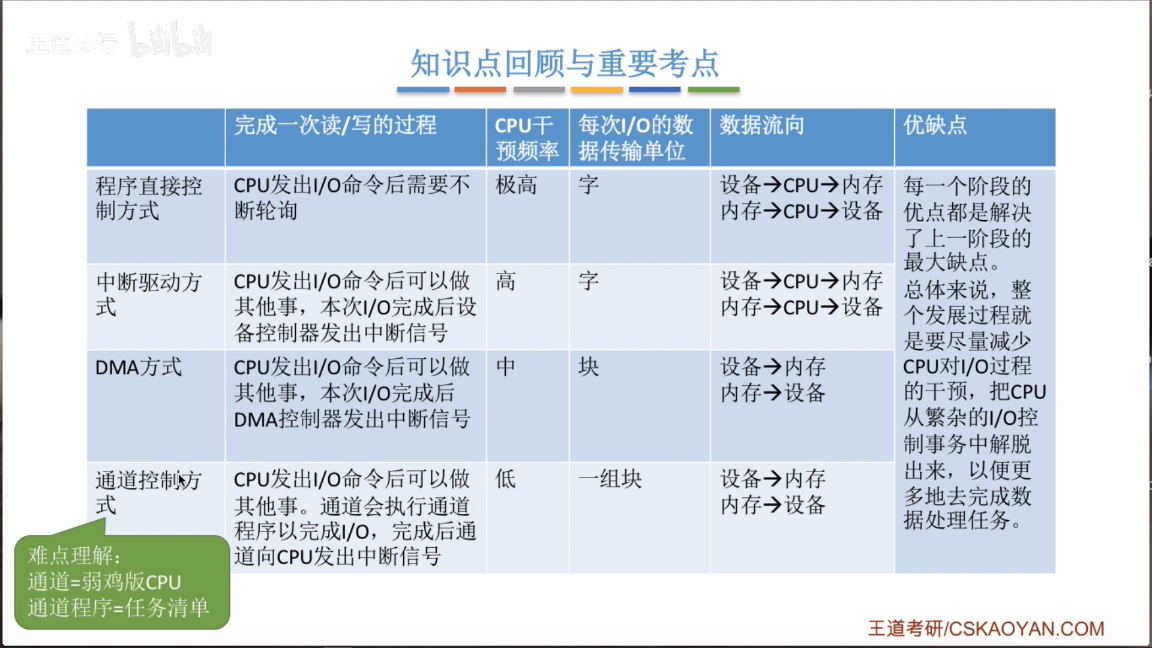 王道论坛 bilibili
知识点回顾与重要考点
完成一次读/写的过程
CPU干
预频率
每次I/O的数
据传输单位
数据流向
优缺点
程序直接控
制方式
CPU发出I/O命令后需要不
断轮询
极高
字
设备→CPU→内存
内存→CPU→设备
中断驱动方
式
CPU发出I/O命令后可以做
其他事，本次I/O完成后设
备控制器发出中断信号
高
字
设备→CPU→内存
内存→CPU→设备
DMA方式
CPU发出I/O命令后可以做
其他事，本次I/O完成后
DMA控制器发出中断信号
中
块
设备→内存
内存→设备
通道控制方
式
CPU发出I/O命令后可以做
其他事。通道会执行通道
程序以完成I/O，完成后通
道向CPU发出中断信号
低
一组块
设备→内存
内存→设备
每一个阶段的
优点都是解决
了上一阶段的
最大缺点。
总体来说，整
个发展过程就
是要尽量减少
CPU对I/O过程
的干预，把CPU
从繁杂的I/O控
制事务中解脱
出来，以便更
多地去完成数
据处理任务。
难点理解：
通道=弱鸡版CPU
通道程序=任务清单
王道考研/CSKAOYAN.COM